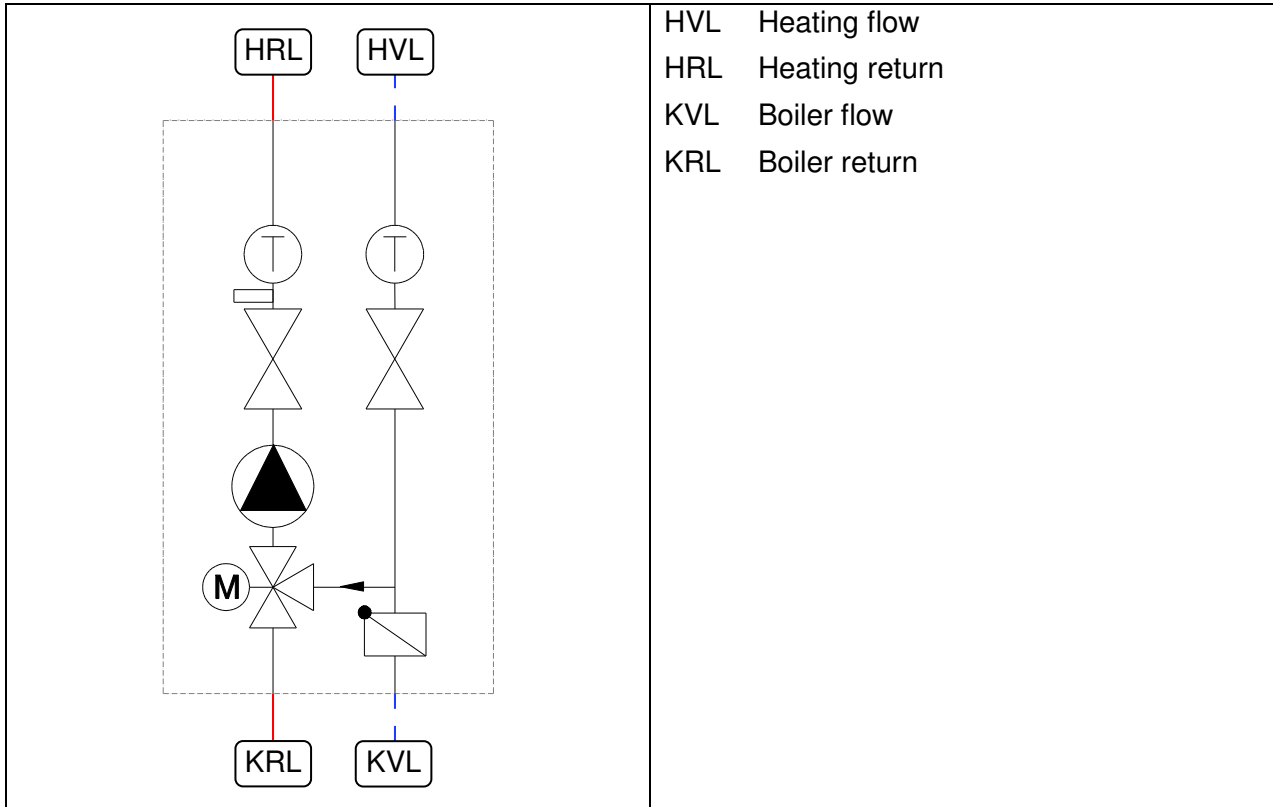 HRL HVL
T T
M
KRL KVL
HVL Heating flow
HRL Heating return
KVL Boiler flow
KRL Boiler return